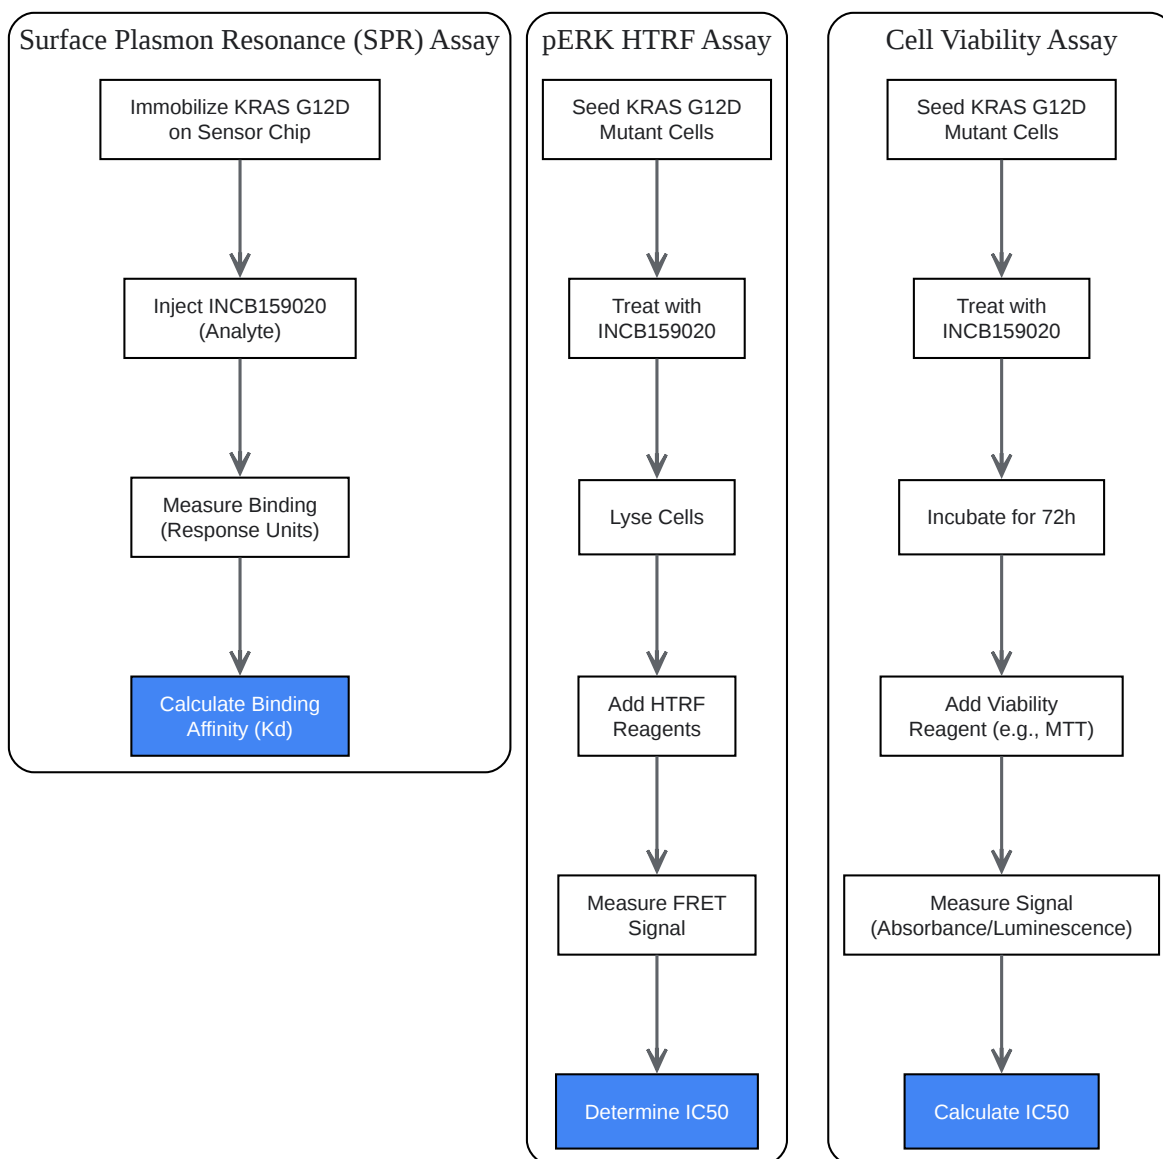 Surface Plasmon Resonance (SPR) Assay
Immobilize KRAS G12D
on Sensor Chip
Inject INCB159020
(Analyte)
Measure Binding
(Response Units)
Calculate Binding
Affinity (Kd)
pERK HTRF Assay
Seed KRAS G12D
Mutant Cells
Treat with
INCB159020
Lyse Cells
Add HTRF
Reagents
Measure FRET
Signal
Determine IC50
Cell Viability Assay
Seed KRAS G12D
Mutant Cells
Treat with
INCB159020
Incubate for 72h
Add Viability
Reagent (e.g., MTT)
Measure Signal
(Absorbance/Luminescence)
Calculate IC50